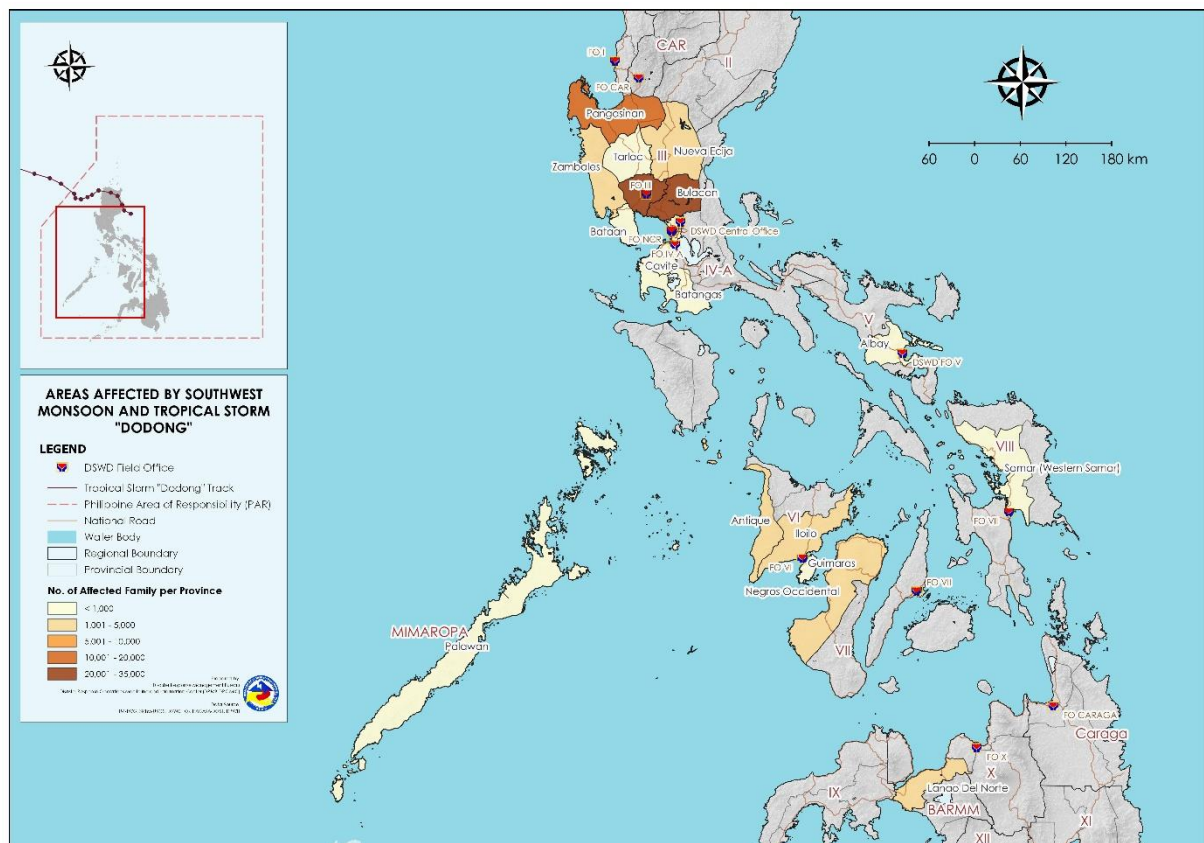 AREAS AFFECTED BY SOUTHWEST
MONSOON AND TROPICAL STORM
"DODONG"
LEGEND
DSWD Field Office
Tropical Storm "Dodong" Track
Philippine Area of Responsibility (PAR)
National Road
Water Body
Regional Boundary
Provincial Boundary
No. of Affected Family per Province
< 1,000
1,001 - 5,000
5,001 - 10,000
10,001 - 20,000
20,001 - 35,000
60 0 60 120 180 km
CAR
II
FO I
FO CAR
Pangasinan
Nueva Ecija
III
Tarlac
Zambales
FO III
Bulacan
Bataan
DSWD Central Office
FO NCR
FO IV-A
Cavite
IV-A
Batangas
V
Albay
DSWD FO V
VIII
Samar (Western Samar)
FO VII
VI
Antique
Iloilo
FO VI
Guimaras
Negros Occidental
FO VII
VII
MIMAROPA
Palawan
FO CARAGA
Caraga
FO X
X
Lanao Del Norte
IX
BARMM
XI
XII